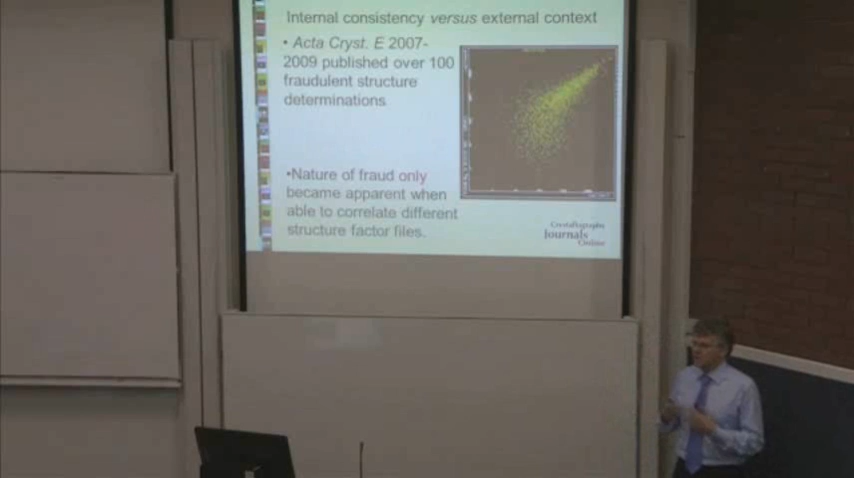 Internal consistency versus external context
• Acta Cryst. E 2007-
2009 published over 100
fraudulent structure
determinations
•Nature of fraud only
became apparent when
able to correlate different
structure factor files.
Crystallography
Journals
Online